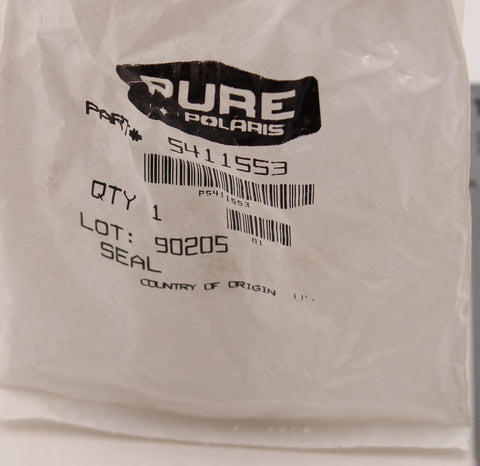 PURE
POLARIS
PART# 5411553
P5411553
QTY 1
01
LOT: 90205
SEAL
COUNTRY OF ORIGIN